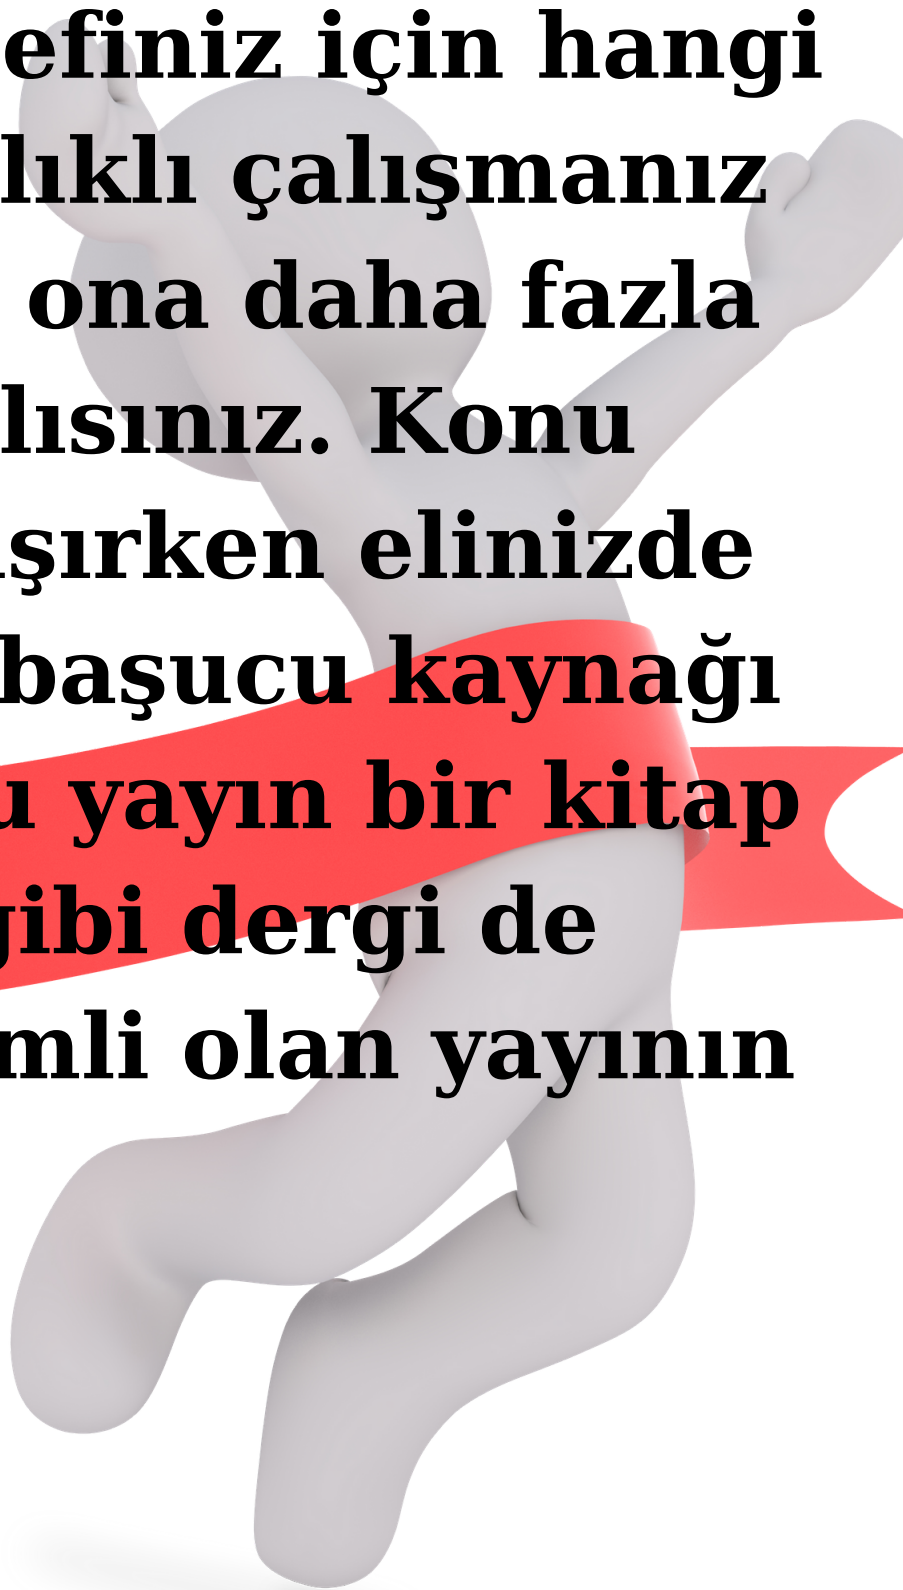 efiniz için hangi
lıklı çalışmanız
ona daha fazla
lısınız. Konu
şırken elinizde
başucu kaynağı
u yayın bir kitap
gibi dergi de
mli olan yayının